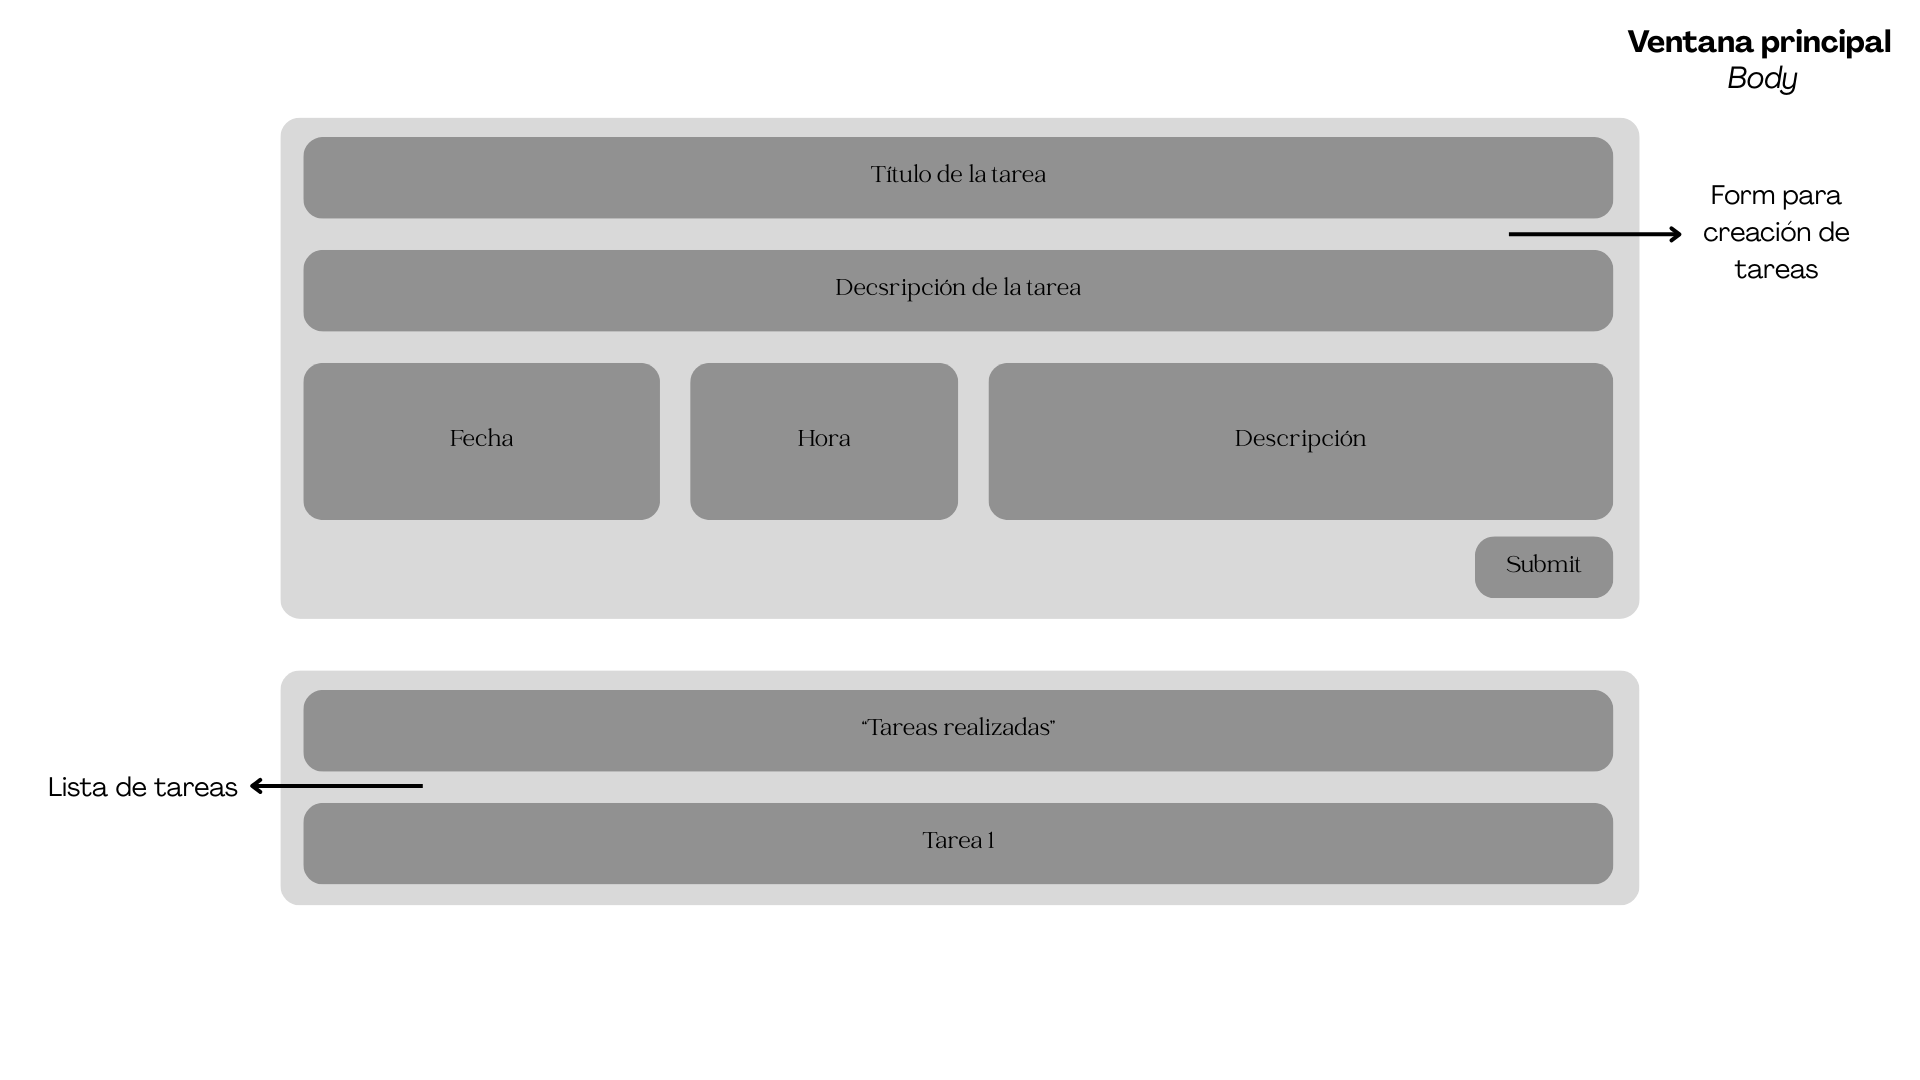 Ventana principal
Body
Título de la tarea
Form para
creación de
tareas
Decsripción de la tarea
Fecha
Hora
Descripción
Submit
“Tareas realizadas”
Lista de tareas
Tarea 1